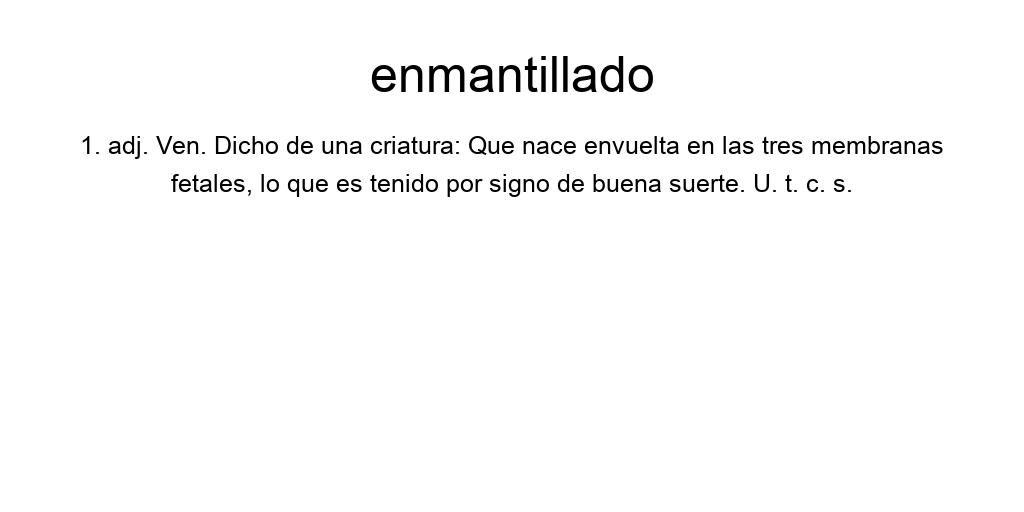 enmantillado
1. adj. Ven. Dicho de una criatura: Que nace envuelta en las tres membranas
fetales, lo que es tenido por signo de buena suerte. U. t. c. s.